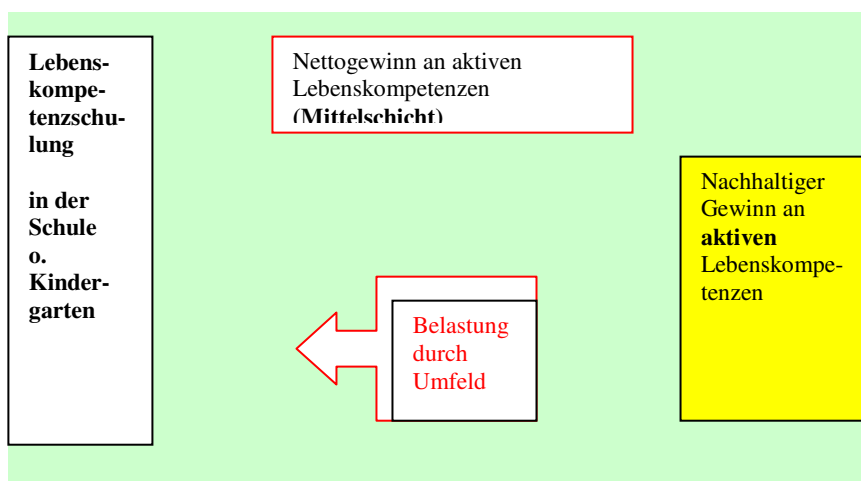 Lebens-
kompe-
tenzschu-
lung
in der
Schule
o.
Kinder-
garten
Nettogewinn an aktiven
Lebenskompetenzen
(Mittelschicht)
Nachhaltiger
Gewinn an
aktiven
Lebenskompe-
tenzen
Belastung
durch
Umfeld